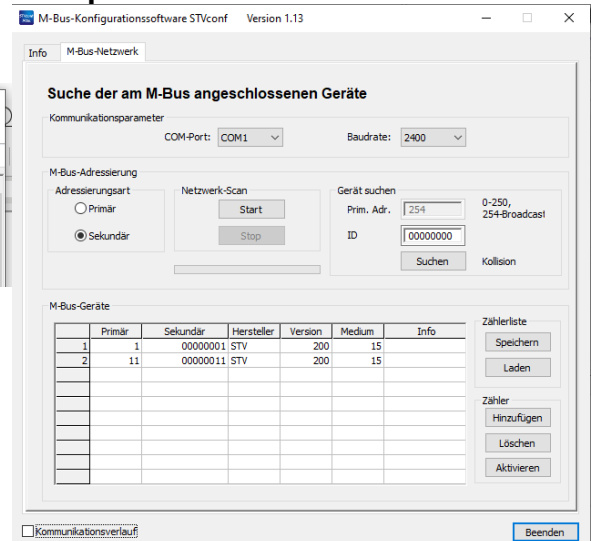 M-Bus-Konfigurationssoftware STVconf Version 1.13
Info M-Bus-Netzwerk
Suche der am M-Bus angeschlossenen Geräte
Kommunikationsparameter
COM-Port: COM1 Baudrate: 2400
M-Bus-Adressierung
Adressierungsart Netzwerk-Scan Gerät suchen
Primär Start Prim. Adr. 254 0-250,
254-Broadcast
Sekundär Stop ID 00000000
Suchen Kollision
M-Bus-Geräte
Zählerliste
Primär Sekundär Hersteller Version Medium Info
1 1 00000001 STV 200 15 Speichern
2 11 00000011 STV 200 15
Laden
Zähler
Hinzufügen
Löschen
Aktivieren
Kommunikationsverlauf Beenden